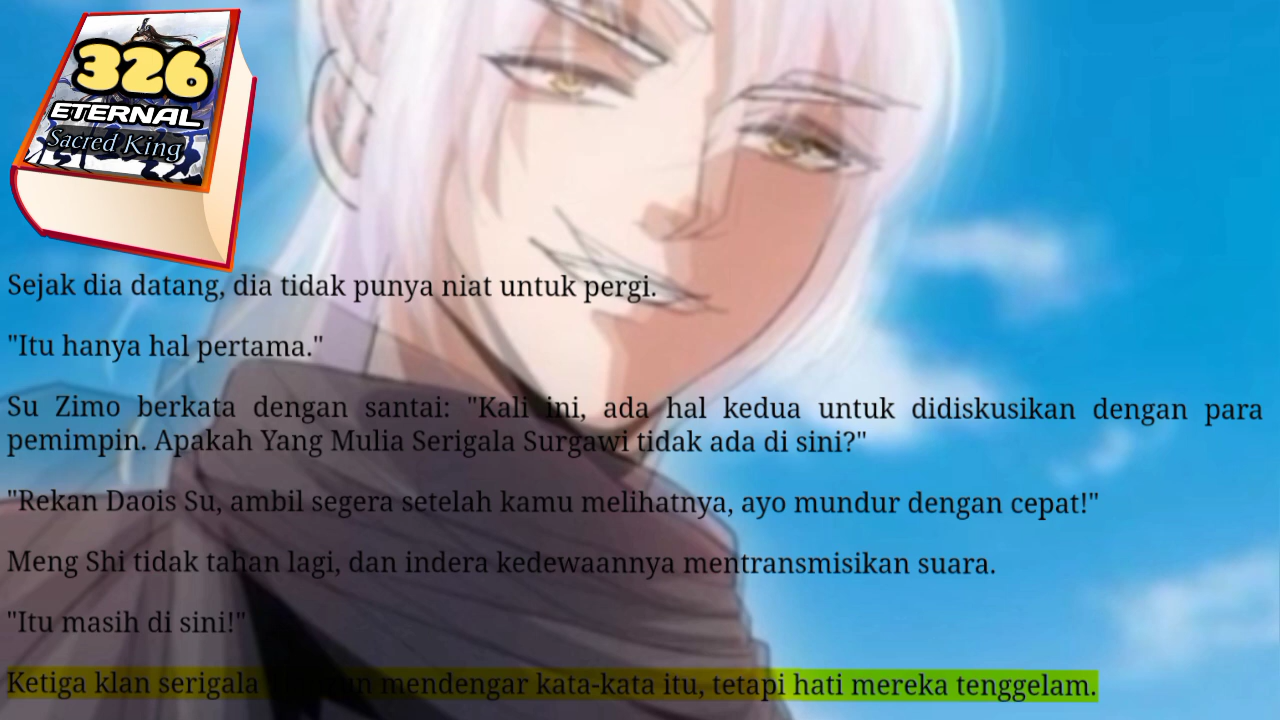 326
ETERNAL
Sacred King
Sejak dia datang, dia tidak punya niat untuk pergi.
"Itu hanya hal pertama."
Su Zimo berkata dengan santai: "Kali ini, ada hal kedua untuk didiskusikan dengan para
pemimpin. Apakah Yang Mulia Serigala Surgawi tidak ada di sini?"
"Rekan Daois Su, ambil segera setelah kamu melihatnya, ayo mundur dengan cepat!"
Meng Shi tidak tahan lagi, dan indera kedewaannya mentransmisikan suara.
"Itu masih di sini!"
Ketiga klan serigala mendengar kata-kata itu, tetapi hati mereka tenggelam.